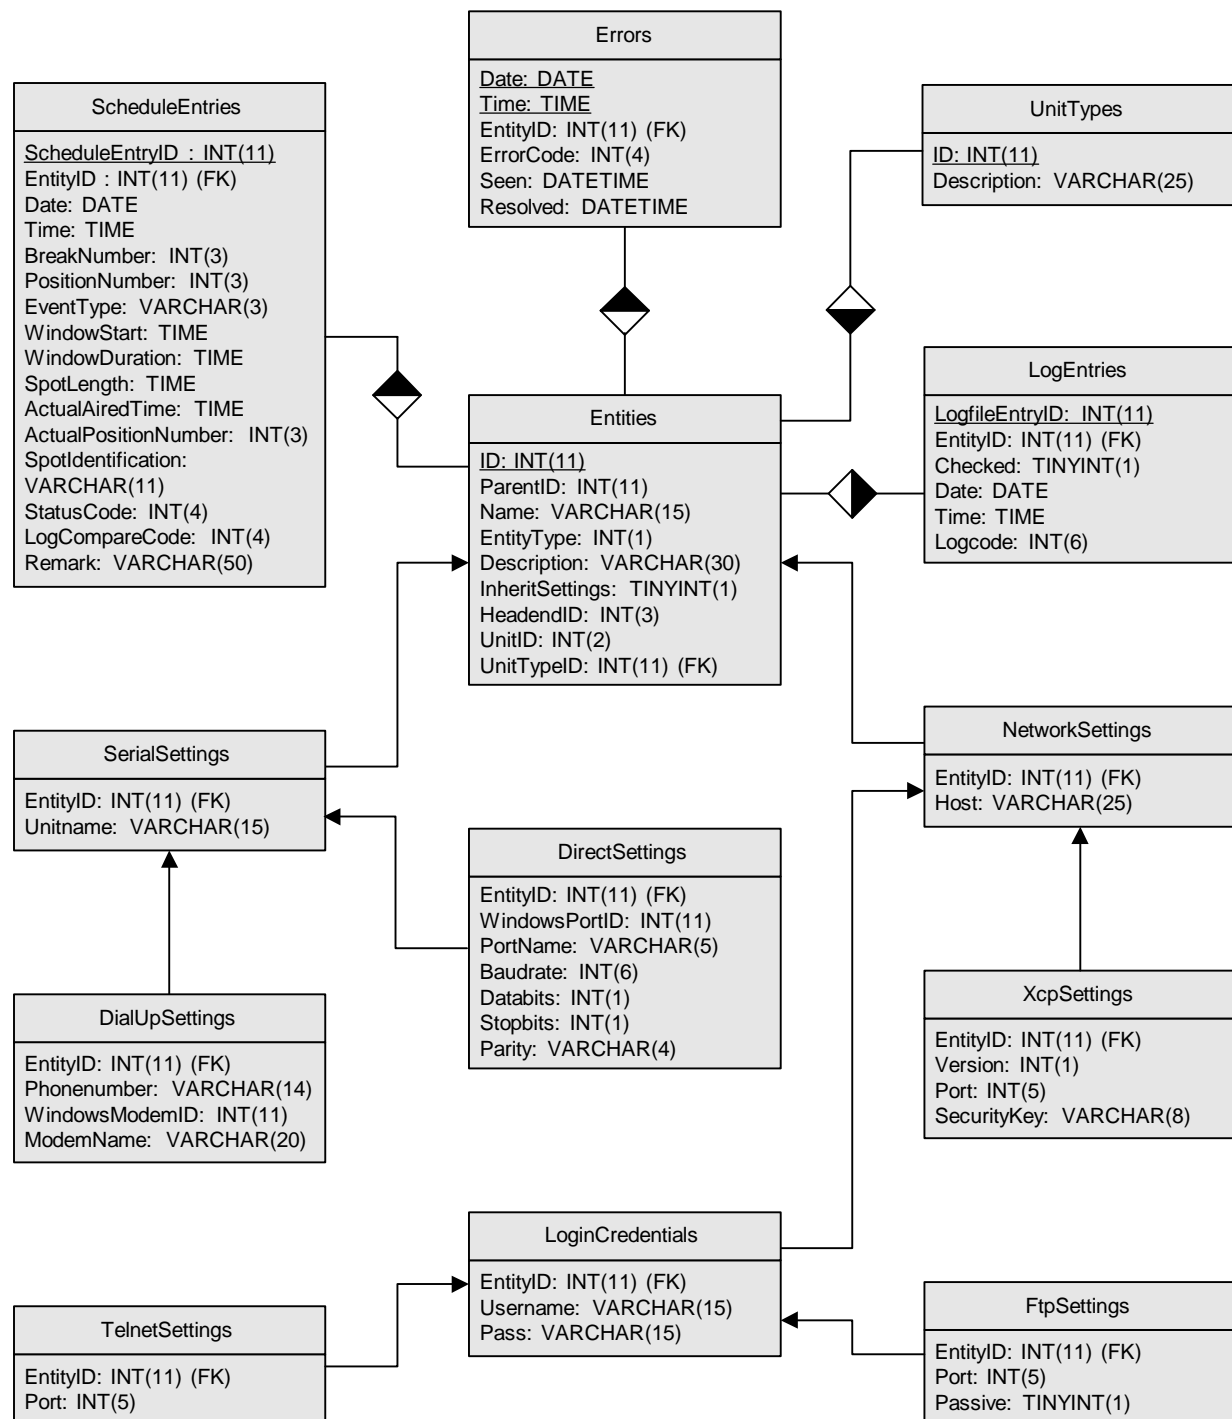 Errors
Date: DATE
Time: TIME
EntityID: INT(11) (FK)
ErrorCode: INT(4)
Seen: DATETIME
Resolved: DATETIME
ScheduleEntries
ScheduleEntryID : INT(11)
EntityID : INT(11) (FK)
Date: DATE
Time: TIME
BreakNumber: INT(3)
PositionNumber: INT(3)
EventType: VARCHAR(3)
WindowStart: TIME
WindowDuration: TIME
SpotLength: TIME
ActualAiredTime: TIME
ActualPositionNumber: INT(3)
SpotIdentification:
VARCHAR(11)
StatusCode: INT(4)
LogCompareCode: INT(4)
Remark: VARCHAR(50)
UnitTypes
ID: INT(11)
Description: VARCHAR(25)
LogEntries
LogfileEntryID: INT(11)
EntityID: INT(11) (FK)
Checked: TINYINT(1)
Date: DATE
Time: TIME
Logcode: INT(6)
Entities
ID: INT(11)
ParentID: INT(11)
Name: VARCHAR(15)
EntityType: INT(1)
Description: VARCHAR(30)
InheritSettings: TINYINT(1)
HeadendID: INT(3)
UnitID: INT(2)
UnitTypeID: INT(11) (FK)
SerialSettings
EntityID: INT(11) (FK)
Unitname: VARCHAR(15)
NetworkSettings
EntityID: INT(11) (FK)
Host: VARCHAR(25)
DirectSettings
EntityID: INT(11) (FK)
WindowsPortID: INT(11)
PortName: VARCHAR(5)
Baudrate: INT(6)
Databits: INT(1)
Stopbits: INT(1)
Parity: VARCHAR(4)
DialUpSettings
EntityID: INT(11) (FK)
Phonenumber: VARCHAR(14)
WindowsModemID: INT(11)
ModemName: VARCHAR(20)
XcpSettings
EntityID: INT(11) (FK)
Version: INT(1)
Port: INT(5)
SecurityKey: VARCHAR(8)
LoginCredentials
EntityID: INT(11) (FK)
Username: VARCHAR(15)
Pass: VARCHAR(15)
TelnetSettings
EntityID: INT(11) (FK)
Port: INT(5)
FtpSettings
EntityID: INT(11) (FK)
Port: INT(5)
Passive: TINYINT(1)